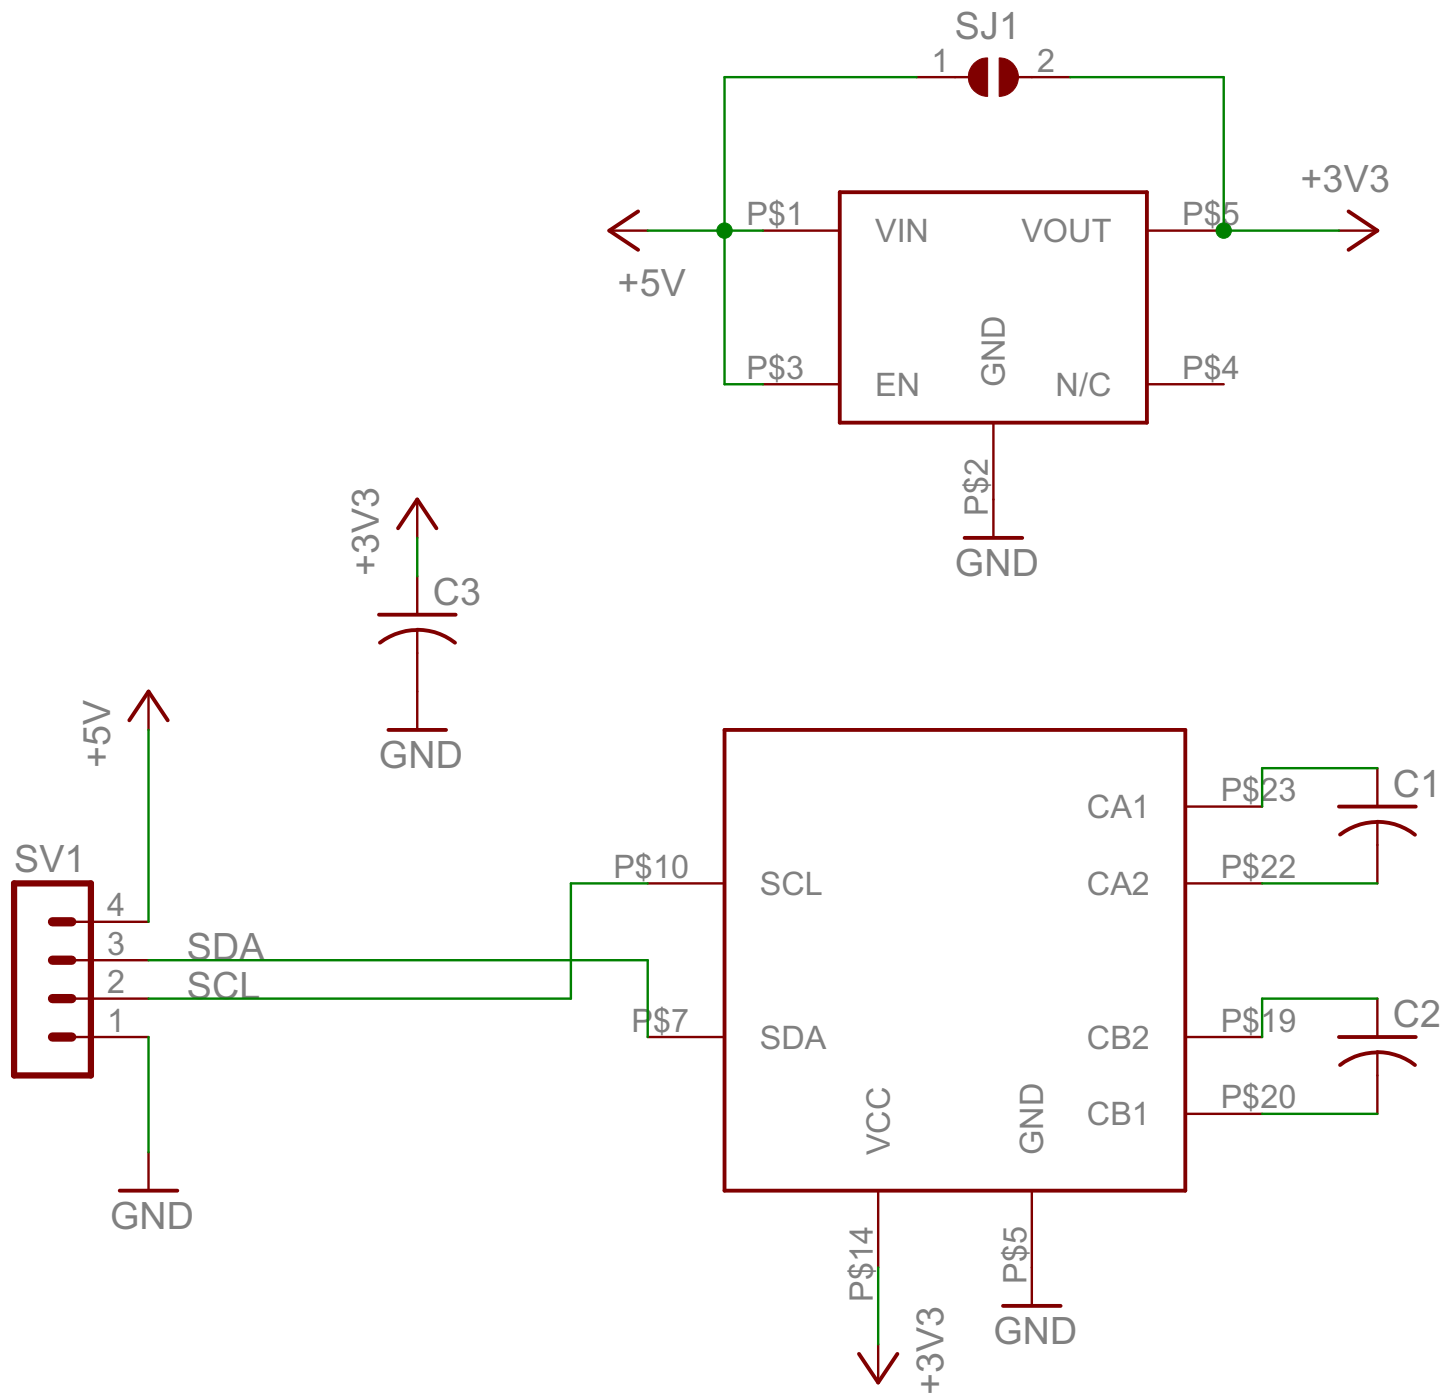 SJ1
1
2
+3V3
P$1
VIN
VOUT
P$5
+5V
GND
P$3
EN
N/C
P$4
P$2
GND
+3V3
C3
GND
+5V
SV1
4
3
SDA
2
SCL
1
GND
P$10
SCL
P$7
SDA
CA1
P$23
C1
CA2
P$22
CB2
P$19
C2
CB1
P$20
VCC
GND
P$14
P$5
GND
+3V3